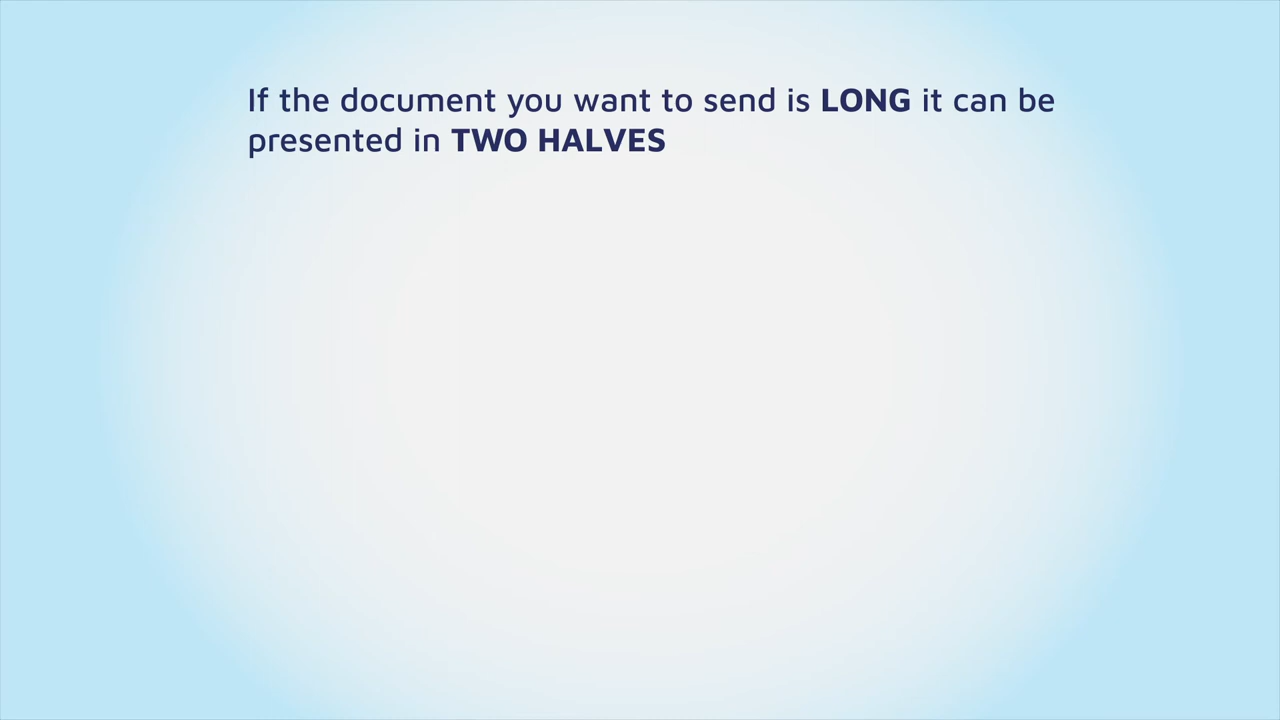 If the document you want to send is LONG it can be
presented in TWO HALVES